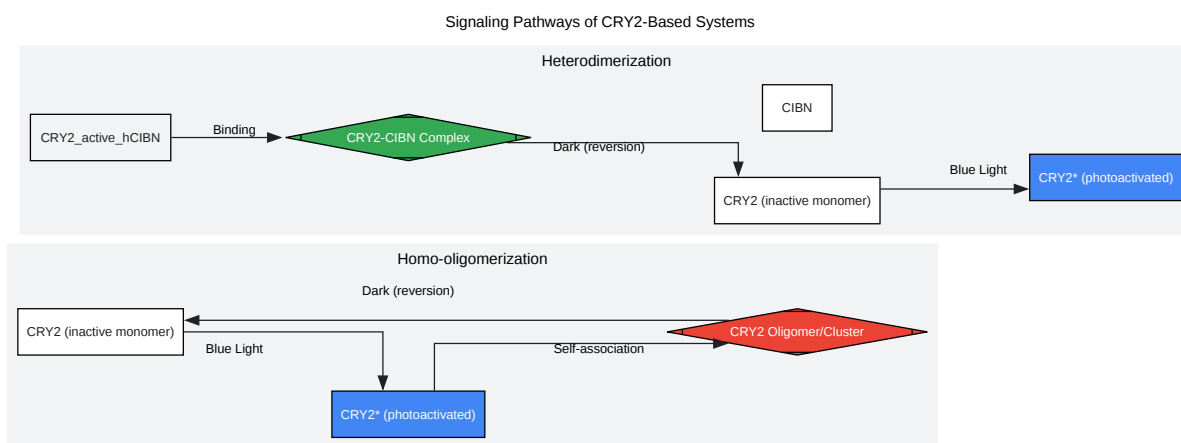 Signaling Pathways of CRY2-Based Systems
Heterodimerization
CIBN
CRY2_active_hCIBN
Binding
CRY2-CIBN Complex
Dark (reversion)
Blue Light
CRY2* (photoactivated)
CRY2 (inactive monomer)
Homo-oligomerization
Dark (reversion)
CRY2 (inactive monomer)
CRY2 Oligomer/Cluster
Blue Light
Self-association
CRY2* (photoactivated)